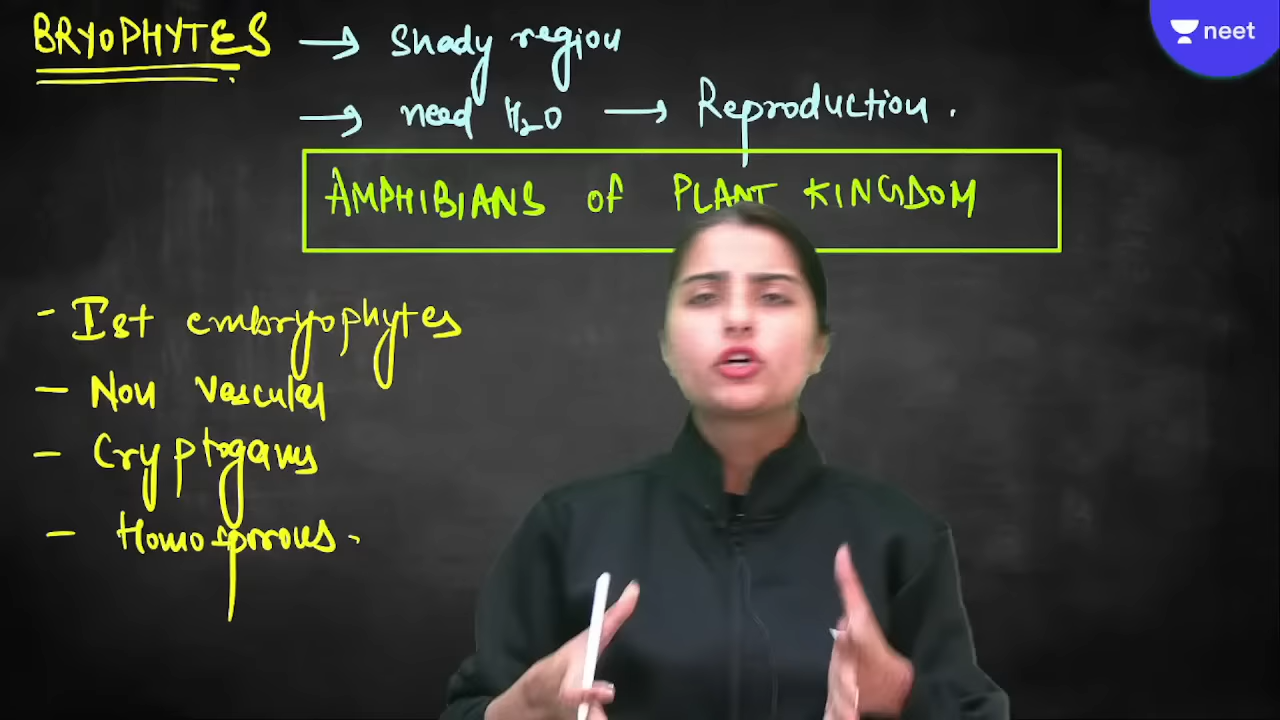 BRYOPHYTES → Shady region
→ need H2O → Reproduction.
neet
AMPHIBIANS of PLANT KINGDOM
- Ist embryophytes
- Non vascular
- Cryptogams
- Homosporous.